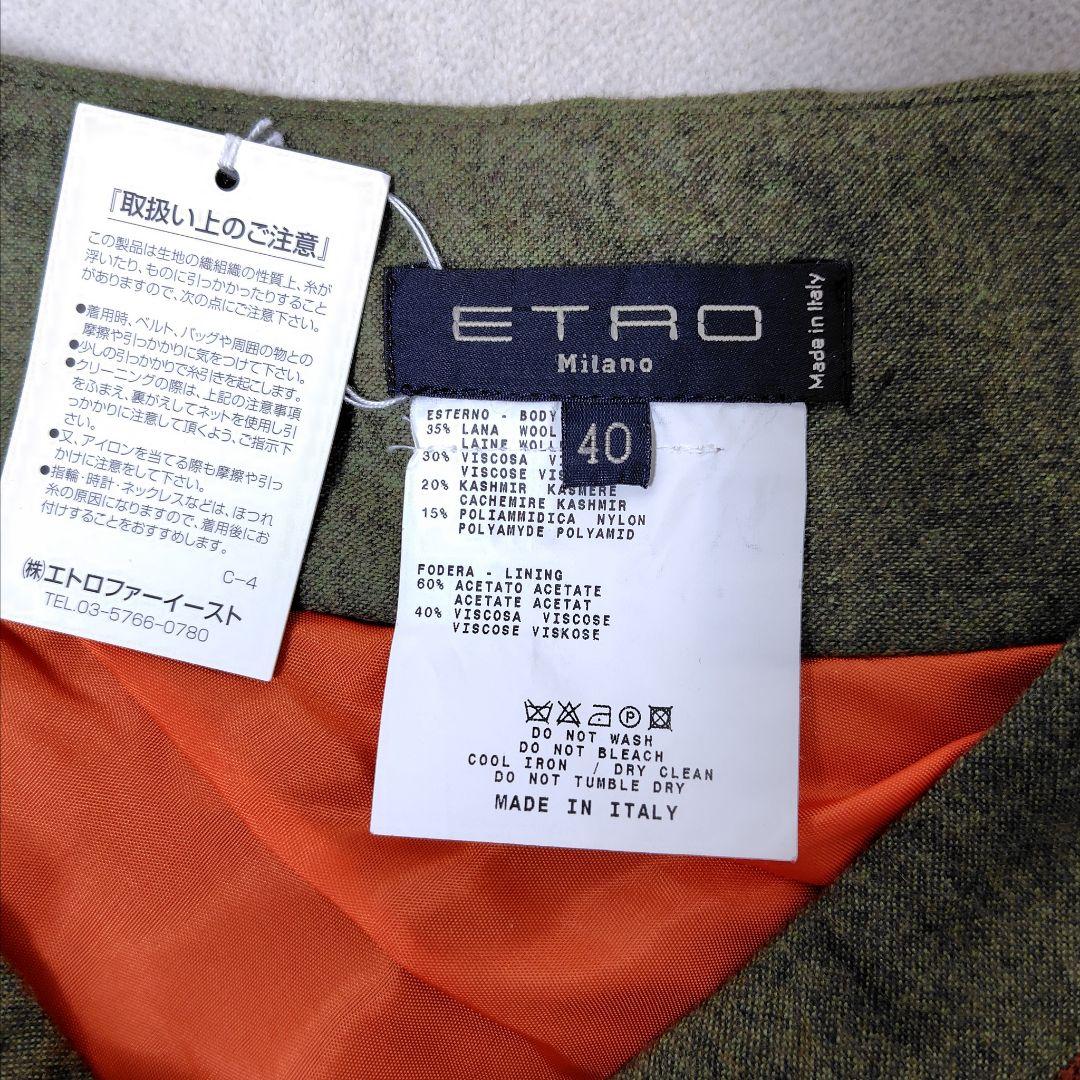 『取扱い上のご注意』
この製品は生地の織組織の性質上、糸が
浮いたり、ものに引っかかったりすること
がありますので、次の点にご注意下さい。
●着用時、ベルト、バッグや周囲の物との
摩擦や引っかかりに気をつけて下さい。
●少しの引っかかりで糸引きを起こします。
●クリーニングの際は、上記の注意事項
をふまえ、裏がえしてネットを使用し引
っかかりに注意して頂くよう、ご指示下
さい。
●又、アイロンを当てる際も摩擦や引っ
かけに注意をして下さい。
●指輪・時計・ネックレスなどは、ほつれ
糸の原因になりますので、着用後にお
付けすることをおすすめします。
C-4
㈱エトロファーイースト
TEL.03-5766-0780
ETRO
Milano
Made in Italy
40
ESTERNO - BODY
35% LANA WOOL
LAINE WOLL
30% VISCOSA VI
VISCOSE VIS
20% KASHMIR KASMERE
CACHEMIRE KASHMIR
15% POLIAMMIDICA NYLON
POLYAMYDE POLYAMID
FODERA - LINING
60% ACETATO ACETATE
ACETATE ACETAT
40% VISCOSA VISCOSE
VISCOSE VISKOSE
P
DO NOT WASH
DO NOT BLEACH
COOL IRON / DRY CLEAN
DO NOT TUMBLE DRY
MADE IN ITALY